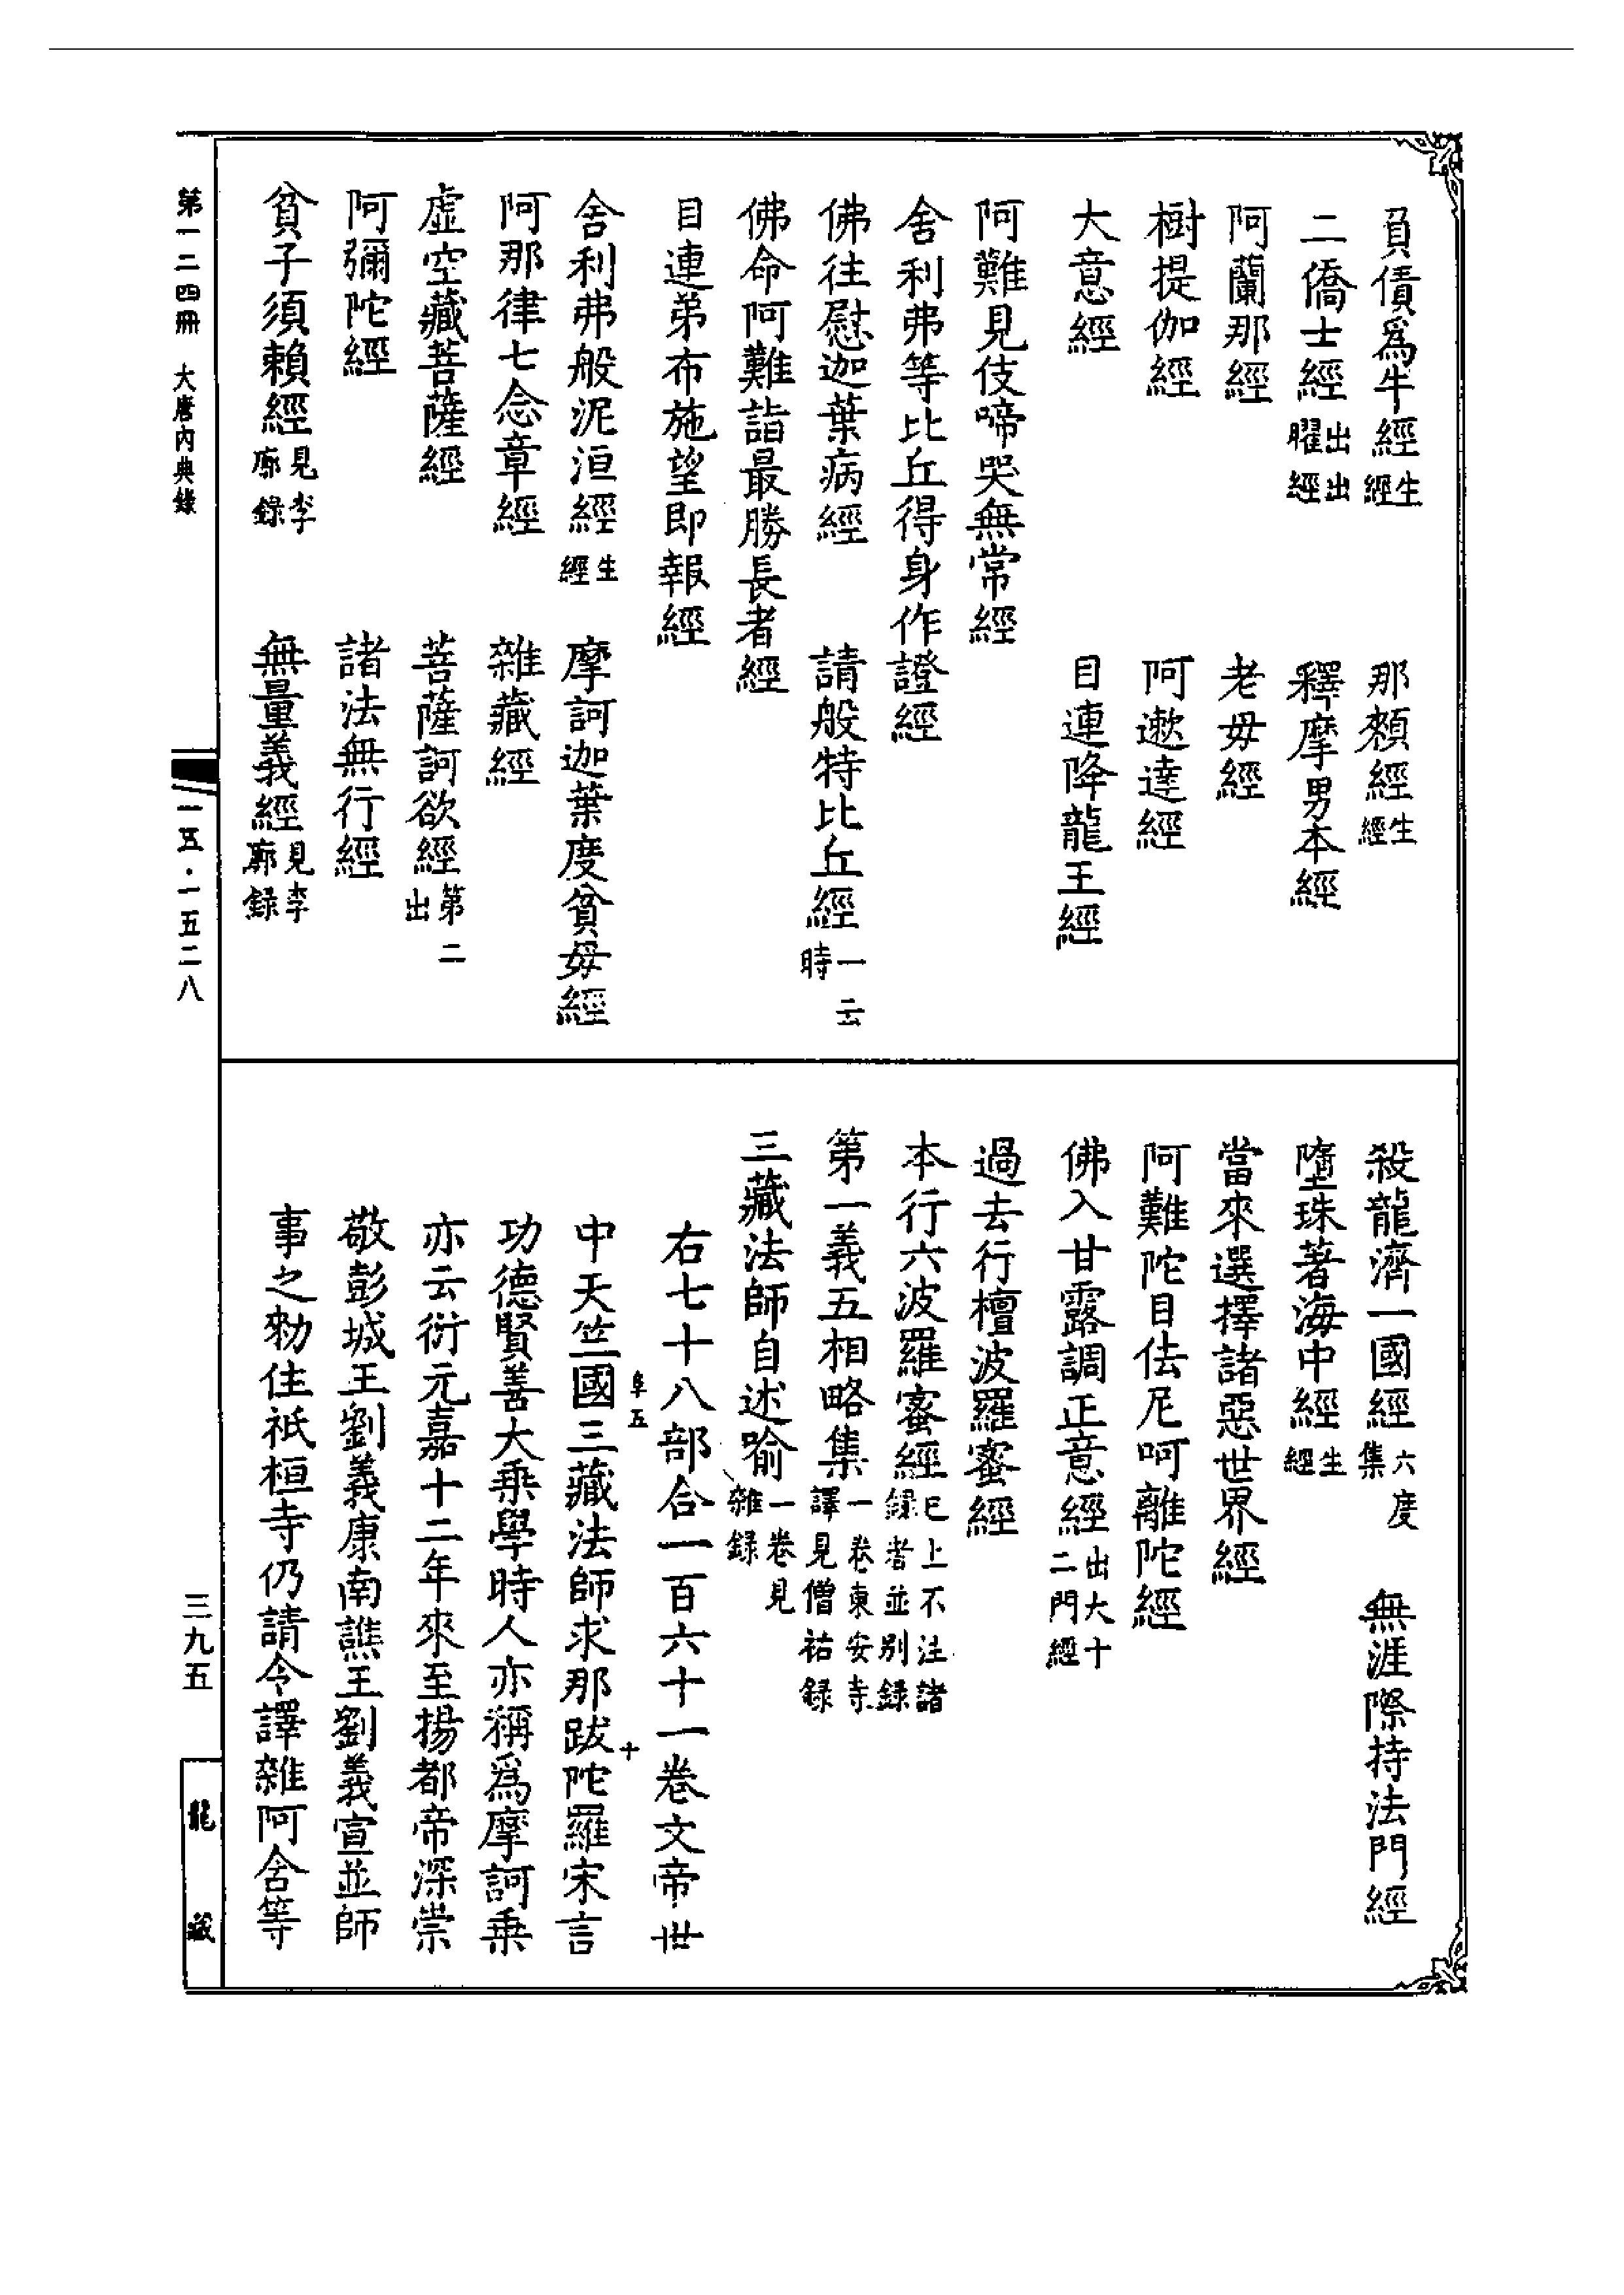 負債爲牛經生經　那賴經生經
二僑士經出出曜經　釋摩男本經
阿蘭那經　老毋經
樹提伽經　阿遬達經
大意經　目連降龍王經
阿難見伎啼哭無常經
舍利弗等比丘得身作證經
佛往慰迦葉病經　請般特比丘經一云時
佛命阿難詣最勝長者經
目連弟布施望即報經
舍利弗般泥洹經生經　摩訶迦葉度貧毋經
阿那律七念章經　雜藏經
虛空藏菩薩經　菩薩訶欲經第二出
阿彌陀經　諸法無行經
貧子須賴經見李廓錄　無量義經見李廓録
殺龍濟一國經六度集　無涯際持法門經
墮珠著海中經生經
當來選擇諸惡世界經
阿難陀目佉尼呵離陀經
佛入甘露調正意經出大十二門經
過去行檀波羅蜜經
本行六波羅蜜經已上不注諸録者並別録
第一義五相略集一卷東安寺譯見僧祐録
三藏法師自述喻一卷見雜録
右七十八部合一百六十一卷文帝世
中天竺國三藏法師求那跋陀羅宋言
阜五　十
功德賢善大乘學時人亦稱爲摩訶乘
亦云衍元嘉十二年來至揚都帝深崇
敬彭城王劉義康南譙王劉義宣並師
事之勑住祇桓寺仍請令譯雜阿含等
第一二四冊　大唐內典錄
一五·一五二八
三九五
龍藏